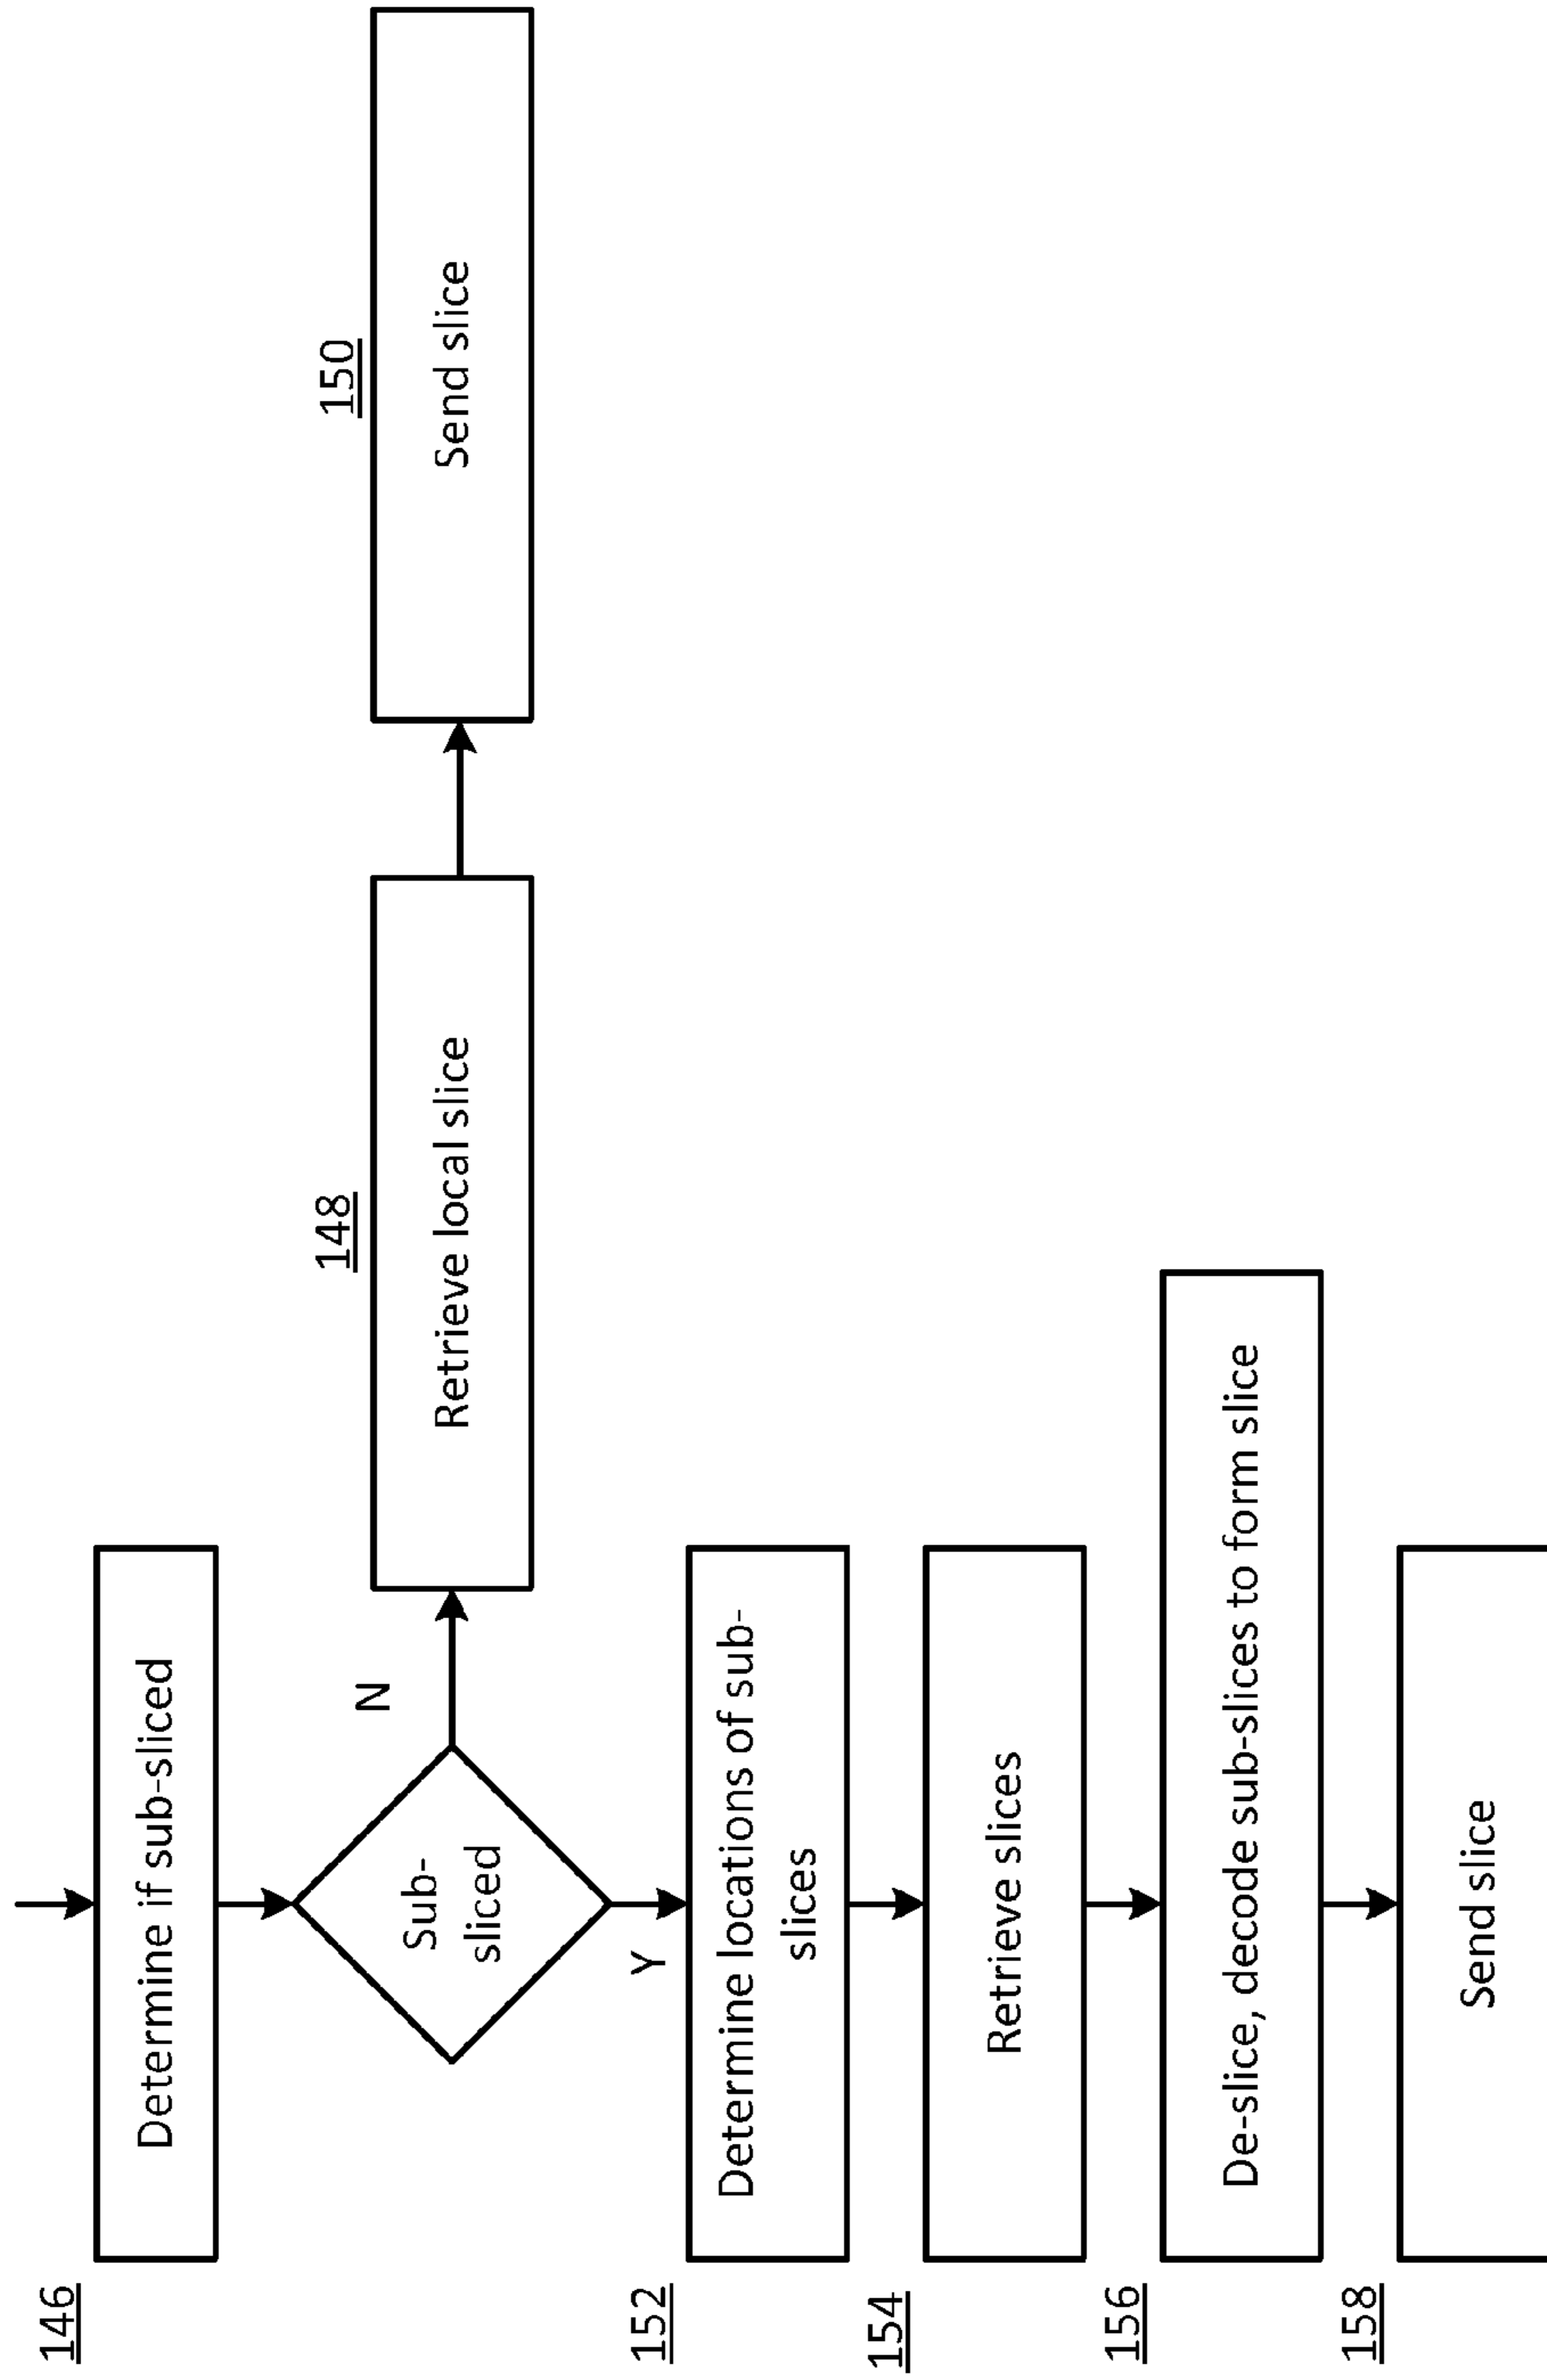 146
Determine if sub-sliced
Sub-
sliced
N
148
Retrieve local slice
150
Send slice
Y
152
Determine locations of sub-
slices
154
Retrieve slices
156
De-slice, decode sub-slices to form slice
158
Send slice